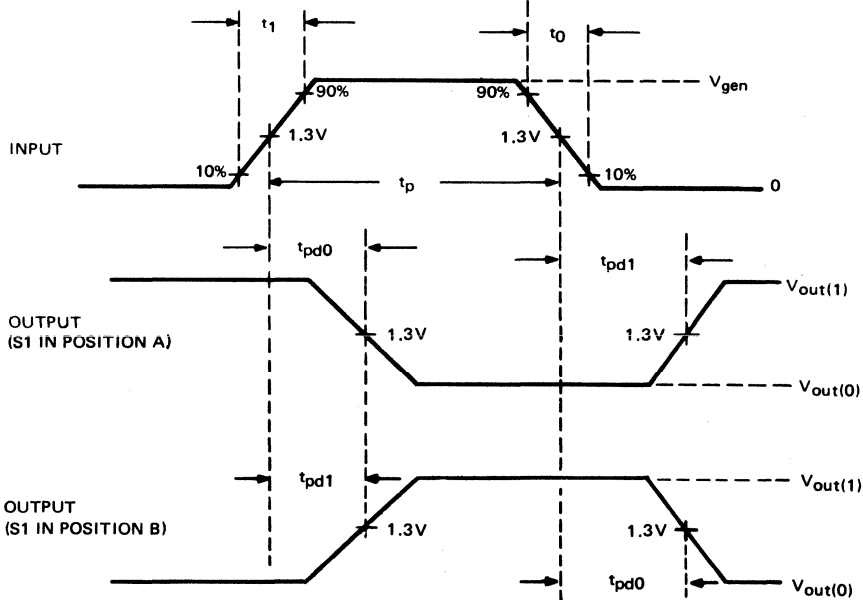 t1
t0
90%
90%
Vgen
1.3V
1.3V
INPUT
10%
tp
10%
0
tpd0
tpd1
Vout(1)
OUTPUT
(S1 IN POSITION A)
1.3V
1.3V
Vout(0)
tpd1
Vout(1)
OUTPUT
(S1 IN POSITION B)
1.3V
1.3V
tpd0
Vout(0)